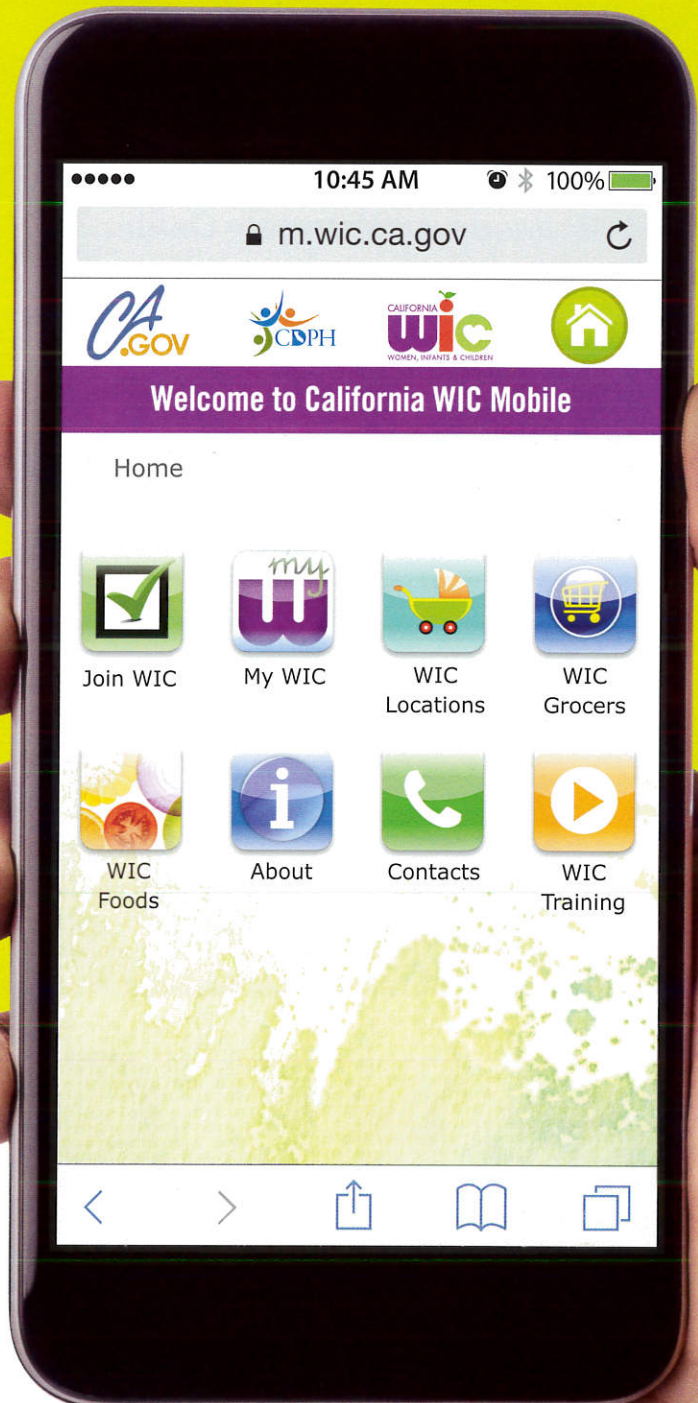 10:45 AM
100%
m.wic.ca.gov
CA
.GOV
CDPH
CALIFORNIA
wic
WOMEN, INFANTS & CHILDREN
Welcome to California WIC Mobile
Home
Join WIC
my
W
My WIC
WIC
Locations
WIC
Grocers
WIC
Foods
i
About
Contacts
WIC
Training